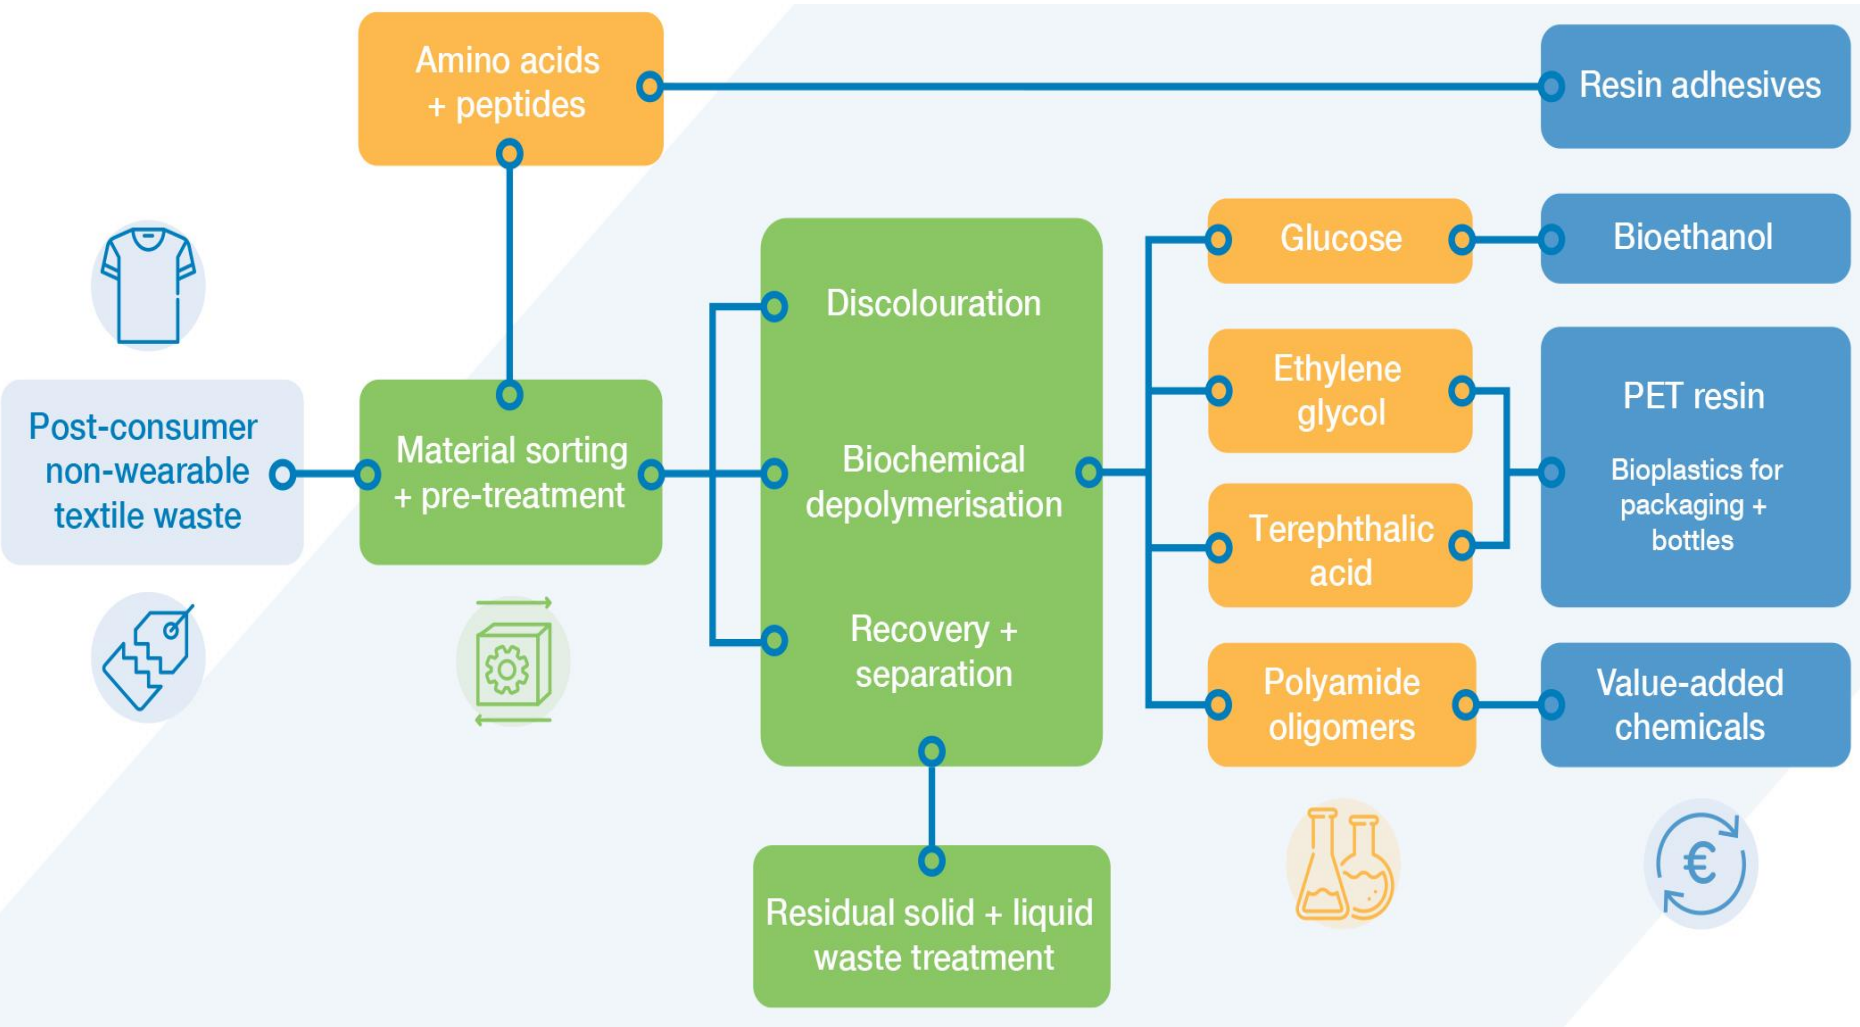 Amino acids
+ peptides
Resin adhesives
Glucose
Bioethanol
Discolouration
Ethylene
glycol
PET resin
Bioplastics for
packaging +
bottles
Post-consumer
non-wearable
textile waste
Material sorting
+ pre-treatment
Biochemical
depolymerisation
Terephthalic
acid
Recovery +
separation
Polyamide
oligomers
Value-added
chemicals
€
Residual solid + liquid
waste treatment